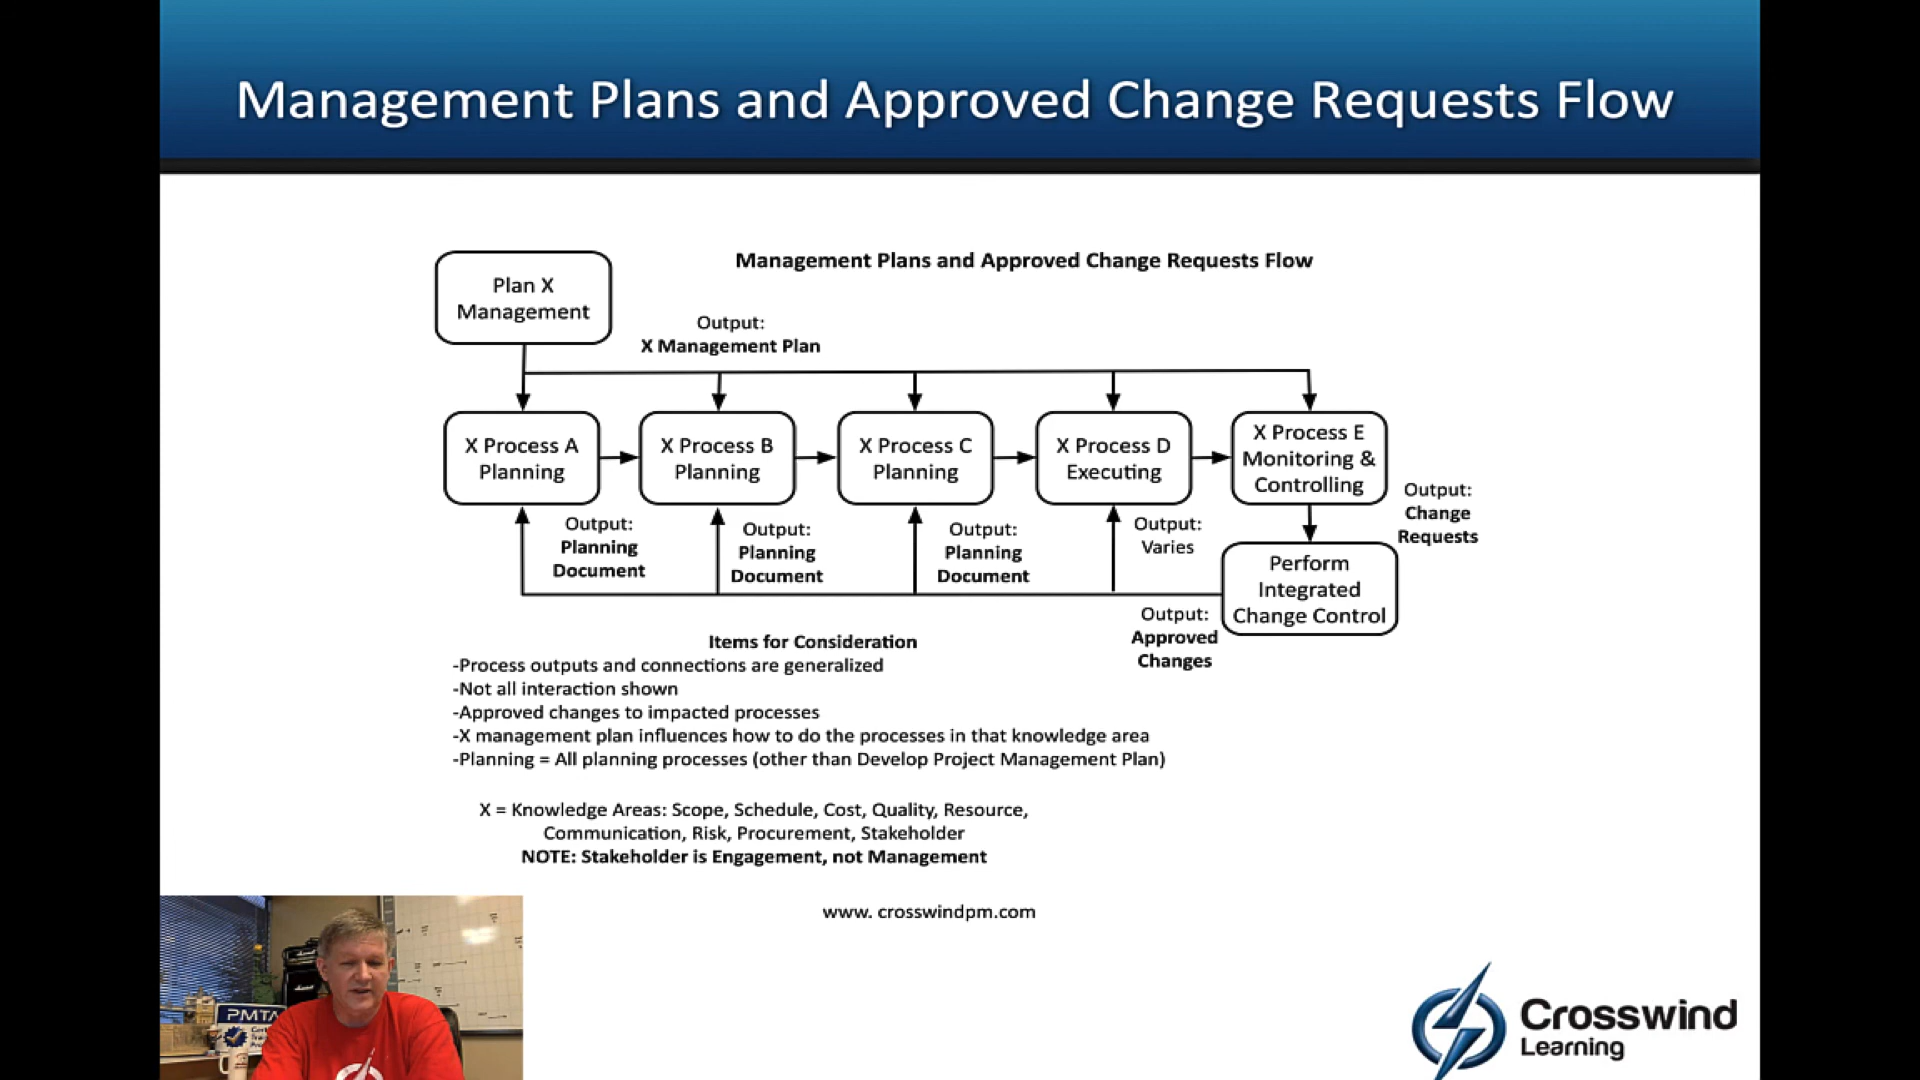 Management Plans and Approved Change Requests Flow
Management Plans and Approved Change Requests Flow
Plan X
Management
Output:
X Management Plan
X Process A
Planning
X Process B
Planning
X Process C
Planning
X Process D
Executing
X Process E
Monitoring &
Controlling
Output:
Change
Requests
Output:
Planning
Document
Output:
Planning
Document
Output:
Planning
Document
Output:
Varies
Perform
Integrated
Change Control
Output:
Approved
Changes
Items for Consideration
-Process outputs and connections are generalized
-Not all interaction shown
-Approved changes to impacted processes
-X management plan influences how to do the processes in that knowledge area
-Planning = All planning processes (other than Develop Project Management Plan)
X = Knowledge Areas: Scope, Schedule, Cost, Quality, Resource,
Communication, Risk, Procurement, Stakeholder
NOTE: Stakeholder is Engagement, not Management
www. crosswindpm.com
PMTA
Crosswind
Learning